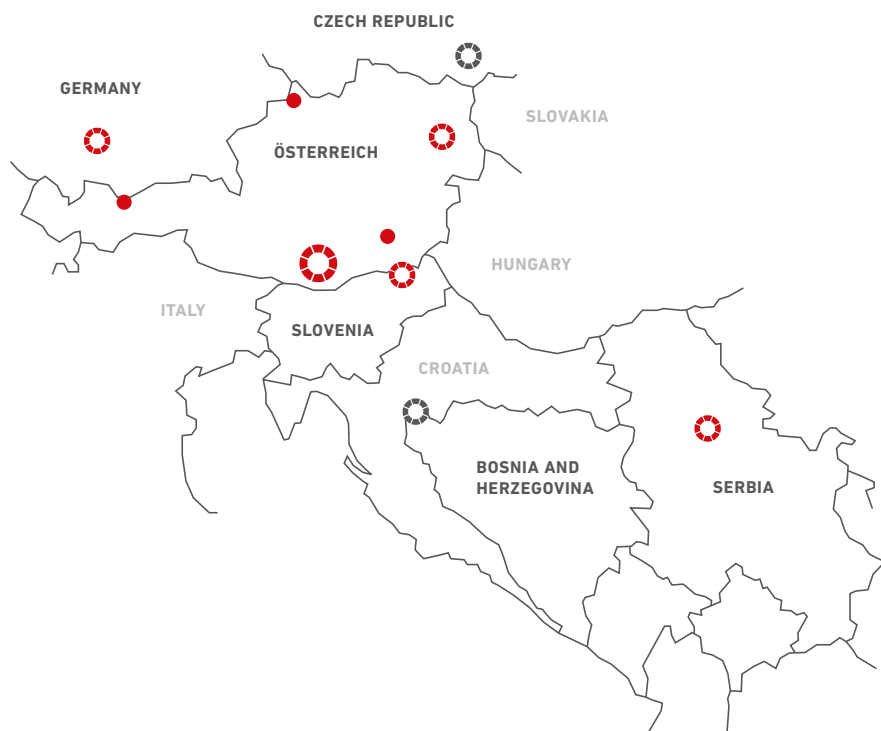 CZECH REPUBLIC
GERMANY
SLOVAKIA
ÖSTERREICH
HUNGARY
ITALY
SLOVENIA
CROATIA
BOSNIA AND
HERZEGOVINA
SERBIA